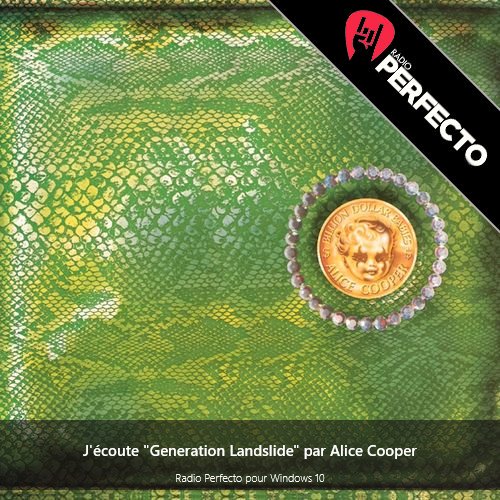 RADIO
PERFECTO
BILLION DOLLAR BABIES
ALICE COOPER
J'écoute "Generation Landslide" par Alice Cooper
Radio Perfecto pour Windows 10